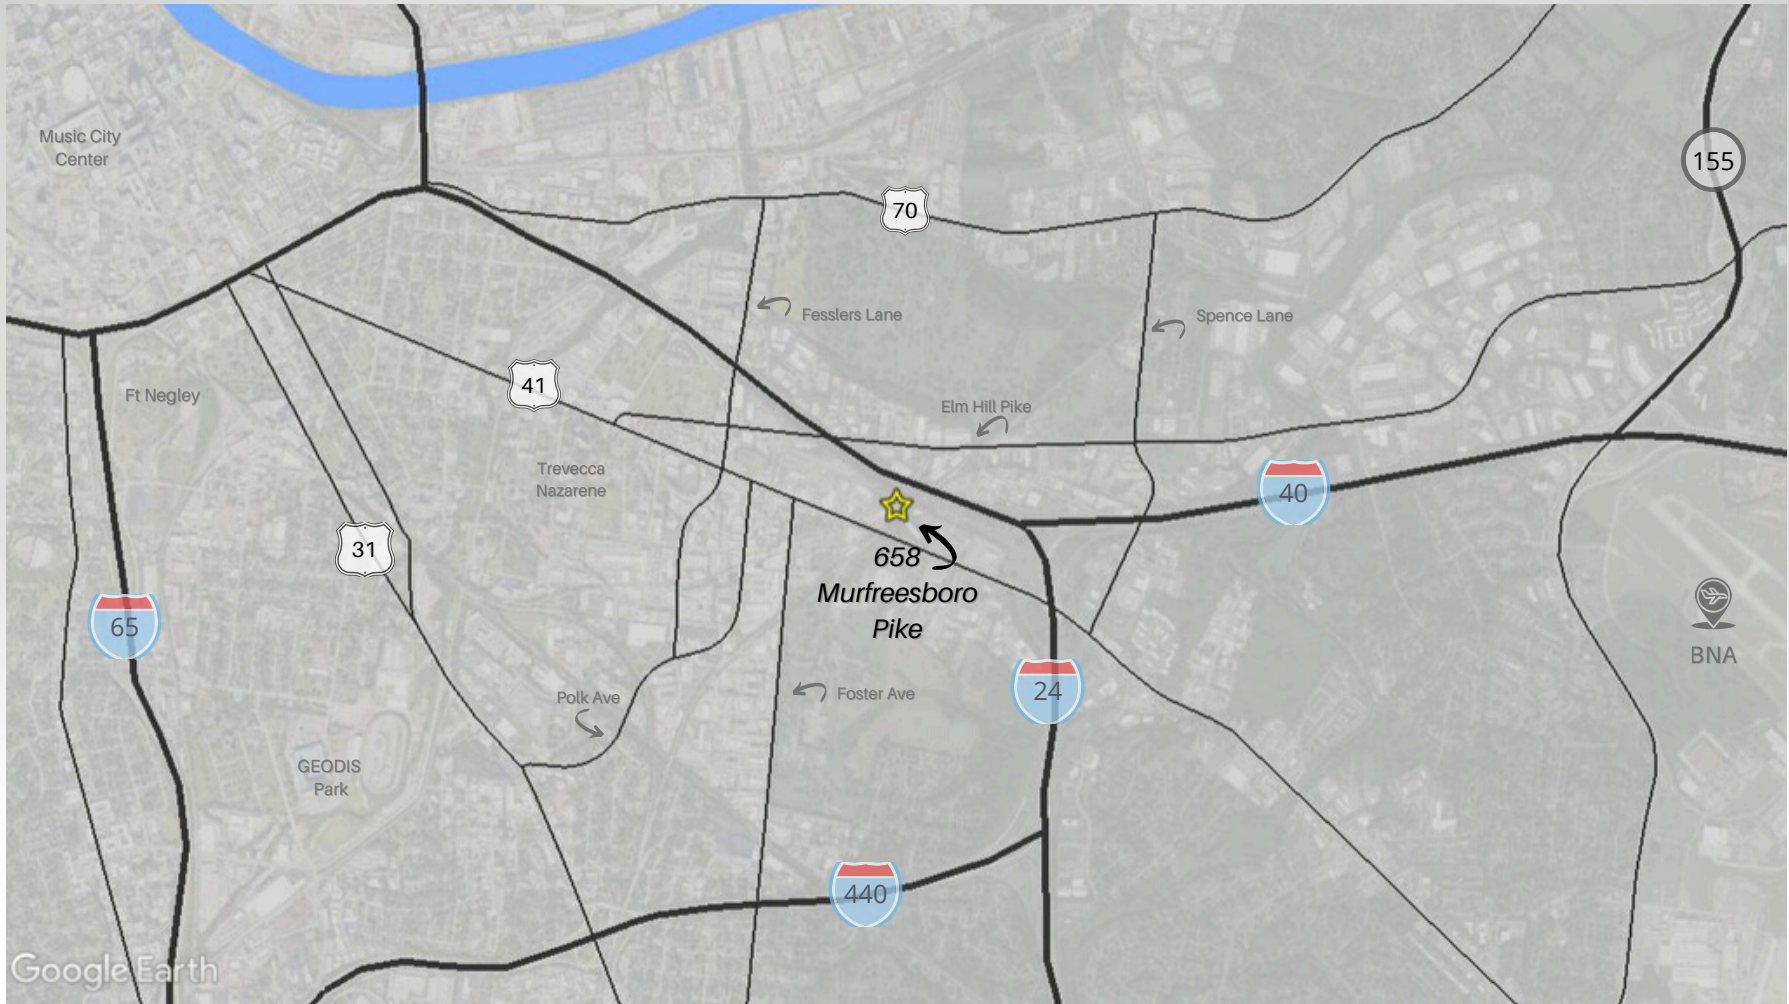 Music City
Center
155
70
Fesslers Lane
Spence Lane
41
Ft Negley
Elm Hill Pike
Trevecca
Nazarene
40
31
658
Murfreesboro
Pike
65
BNA
24
Polk Ave
Foster Ave
GEODIS
Park
440
Google Earth